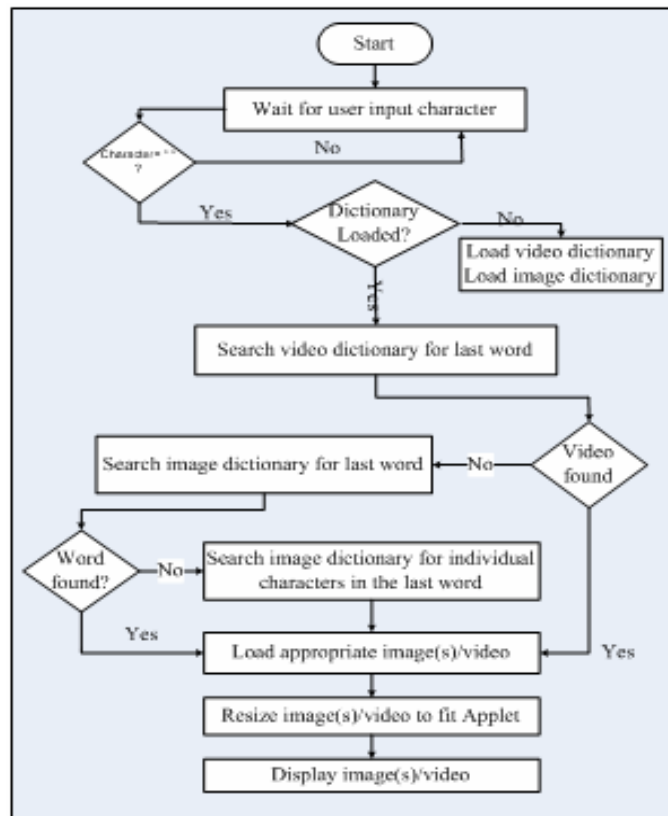 Start
Wait for user input character
Character= " "
?
No
Yes
Dictionary
Loaded?
No
Load video dictionary
Load image dictionary
Yes
Search video dictionary for last word
Search image dictionary for last word
No
Video
found
Word
found?
No
Search image dictionary for individual
characters in the last word
Yes
Load appropriate image(s)/video
Yes
Resize image(s)/video to fit Applet
Display image(s)/video